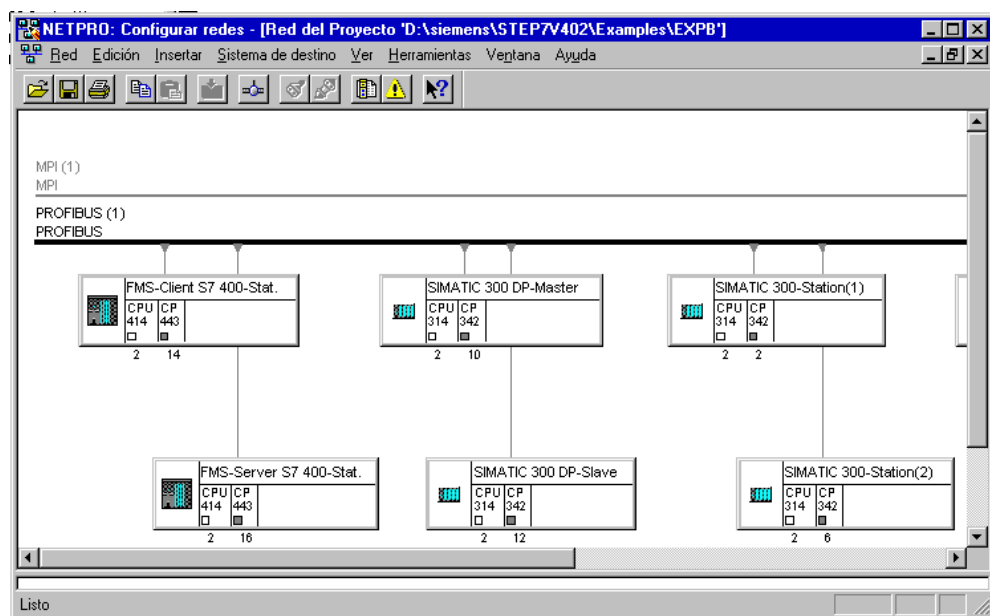 NETPRO: Configurar redes - [Red del Proyecto 'D:\siemens\STEP7V402\Examples\EXPB']
Red Edición Insertar Sistema de destino Ver Herramientas Ventana Ayuda
MPI (1)
MPI
PROFIBUS (1)
PROFIBUS
FMS-Client S7 400-Stat.
CPU CP
414 443
2 14
SIMATIC 300 DP-Master
CPU CP
314 342
2 10
SIMATIC 300-Station(1)
CPU CP
314 342
2 2
FMS-Server S7 400-Stat.
CPU CP
414 443
2 16
SIMATIC 300 DP-Slave
CPU CP
314 342
2 12
SIMATIC 300-Station(2)
CPU CP
314 342
2 6
Listo